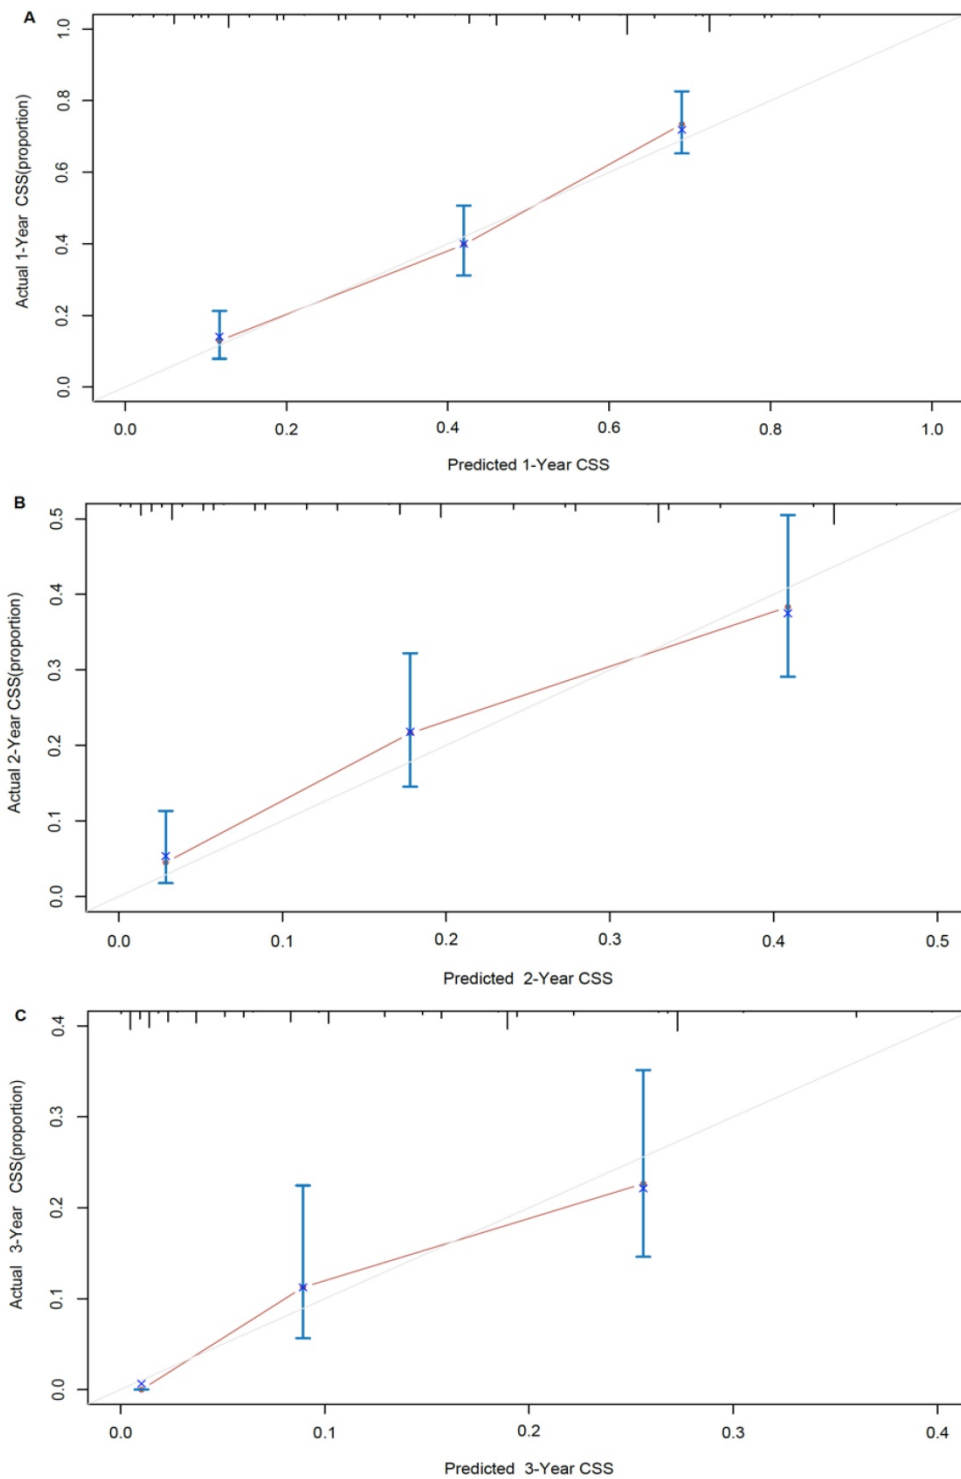 A
1.0
0.8
0.6
0.4
0.2
0.0
Actual 1-Year CSS(proportion)
0.0 0.2 0.4 0.6 0.8 1.0
Predicted 1-Year CSS
B
0.5
0.4
0.3
0.2
0.1
0.0
Actual 2-Year CSS(proportion)
0.0 0.1 0.2 0.3 0.4 0.5
Predicted 2-Year CSS
C
0.4
0.3
0.2
0.1
0.0
Actual 3-Year CSS(proportion)
0.0 0.1 0.2 0.3 0.4
Predicted 3-Year CSS